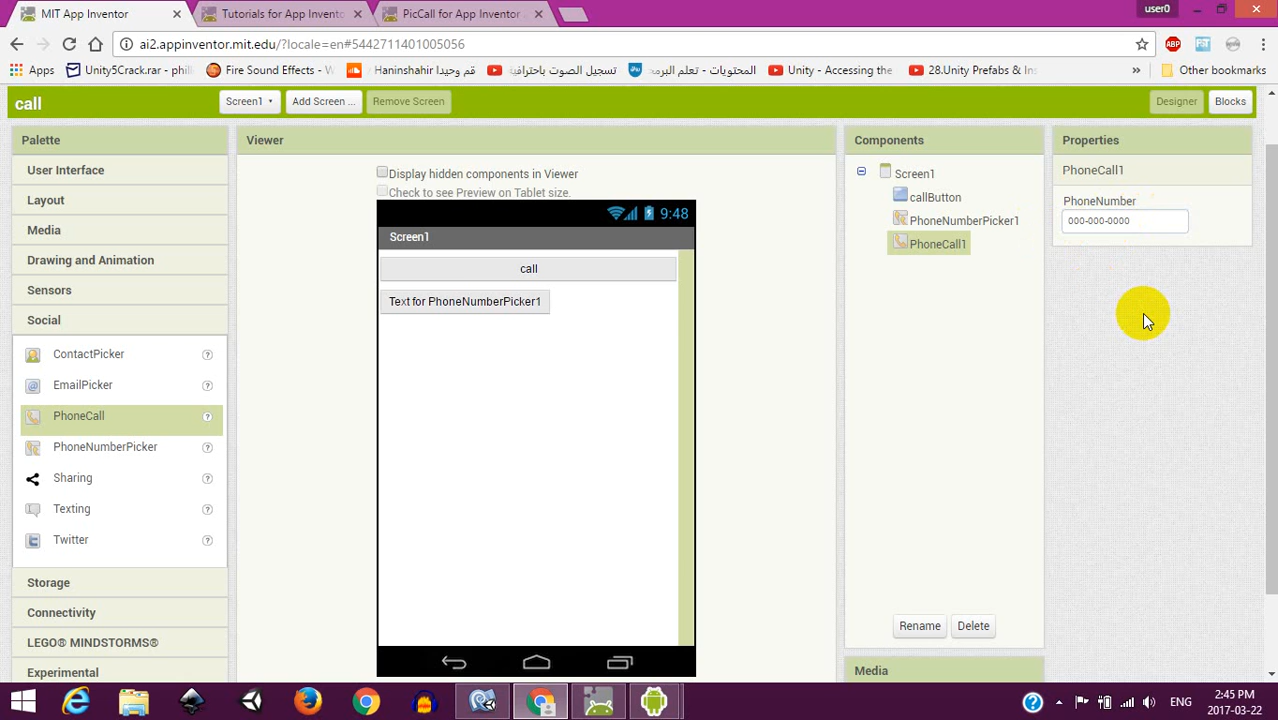 MIT App Inventor
Tutorials for App Invento
PicCall for App Inventor
user0
ai2.appinventor.mit.edu/?locale=en#5442711401005056
ABP
Apps
Unity5Crack.rar - phil
Fire Sound Effects -
Haninshahir | قم وحيدا
تسجيل الصوت باحترافية
المحتويات - تعلم البرمج
Unity - Accessing the
28.Unity Prefabs & Ins
»
Other bookmarks
call
Screen1
Add Screen ...
Remove Screen
Designer
Blocks
Palette
User Interface
Layout
Media
Drawing and Animation
Sensors
Social
ContactPicker
EmailPicker
PhoneCall
PhoneNumberPicker
Sharing
Texting
Twitter
Storage
Connectivity
LEGO® MINDSTORMS®
Experimental
Viewer
Display hidden components in Viewer
Check to see Preview on Tablet size.
9:48
Screen1
call
Text for PhoneNumberPicker1
Components
Screen1
callButton
PhoneNumberPicker1
PhoneCall1
Rename
Delete
Media
Properties
PhoneCall1
PhoneNumber
000-000-0000
ENG
2:45 PM
2017-03-22